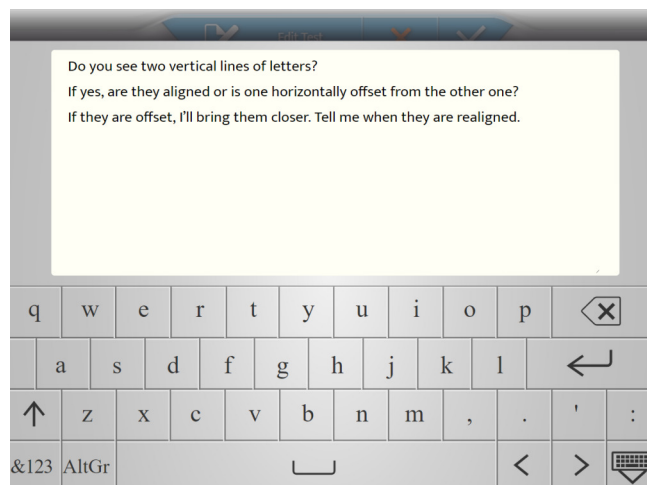 Edit Test
Do you see two vertical lines of letters?
If yes, are they aligned or is one horizontally offset from the other one?
If they are offset, I'll bring them closer. Tell me when they are realigned.
q w e r t y u i o p
a s d f g h j k l
z x c v b n m , . ' :
&123 AltGr < >